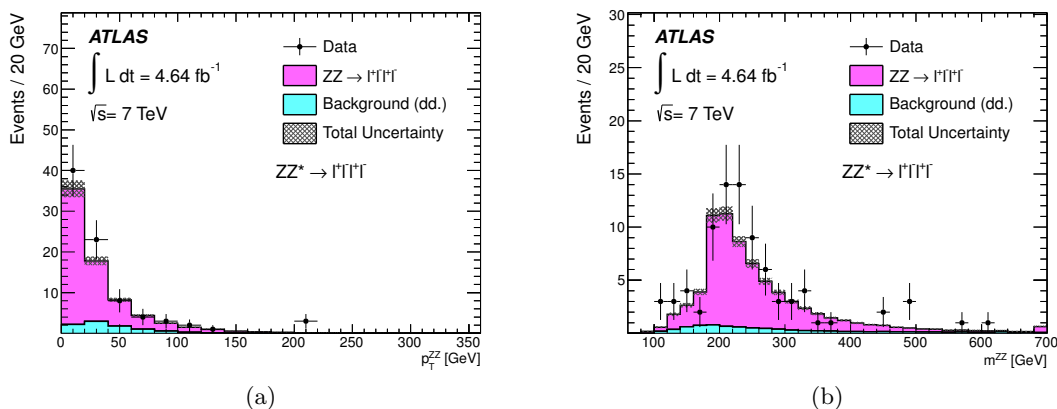 Events / 20 GeV
70
60
50
40
30
20
10
ATLAS
∫ L dt = 4.64 fb⁻¹
√s= 7 TeV
Data
ZZ → l⁺l⁻l⁺l⁻
Background (dd.)
Total Uncertainty
ZZ* → l⁺l⁻l⁺l⁻
0 50 100 150 200 250 300 350
p_T^ZZ [GeV]
(a)
Events / 20 GeV
30
25
20
15
10
5
ATLAS
∫ L dt = 4.64 fb⁻¹
√s= 7 TeV
Data
ZZ → l⁺l⁻l⁺l⁻
Background (dd.)
Total Uncertainty
ZZ* → l⁺l⁻l⁺l⁻
100 200 300 400 500 600 700
m^ZZ [GeV]
(b)